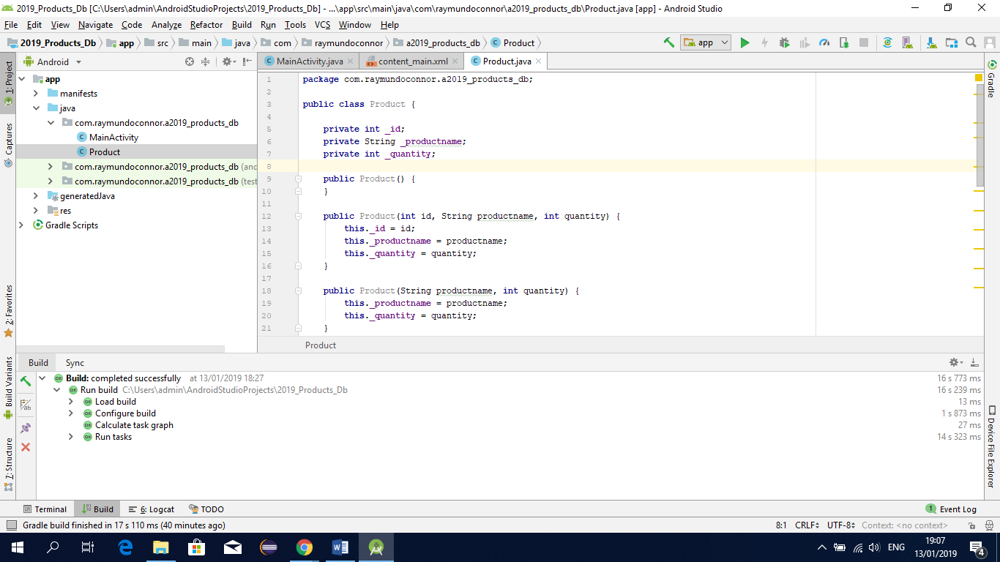 2019_Products_Db [C:\Users\admin\AndroidStudioProjects\2019_Products_Db] - ...\app\src\main\java\com\raymundoconnor\a2019_products_db\Product.java [app] - Android Studio
File Edit View Navigate Code Analyze Refactor Build Run Tools VCS Window Help
2019_Products_Db app src main java com raymundoconnor a2019_products_db Product app
1: Project
Captures
2: Favorites
Build Variants
7: Structure
Android
app
manifests
java
com.raymundoconnor.a2019_products_db
MainActivity
Product
com.raymundoconnor.a2019_products_db (and
com.raymundoconnor.a2019_products_db (test
generatedJava
res
Gradle Scripts
MainActivity.java content_main.xml Product.java
1 package com.raymundoconnor.a2019_products_db;
2
3 public class Product {
4
5 private int _id;
6 private String _productname;
7 private int _quantity;
8
9 public Product() {
10 }
11
12 public Product(int id, String productname, int quantity) {
13 this._id = id;
14 this._productname = productname;
15 this._quantity = quantity;
16 }
17
18 public Product(String productname, int quantity) {
19 this._productname = productname;
20 this._quantity = quantity;
21 }
Product
Gradle
Device File Explorer
Build Sync
Build: completed successfully at 13/01/2019 18:27 16 s 773 ms
Run build C:\Users\admin\AndroidStudioProjects\2019_Products_Db 16 s 239 ms
Load build 13 ms
Configure build 1 s 873 ms
Calculate task graph 27 ms
Run tasks 14 s 323 ms
Terminal Build 6: Logcat TODO 1 Event Log
Gradle build finished in 17 s 110 ms (40 minutes ago) 8:1 CRLF UTF-8 Context: <no context>
ENG 19:07
13/01/2019 4